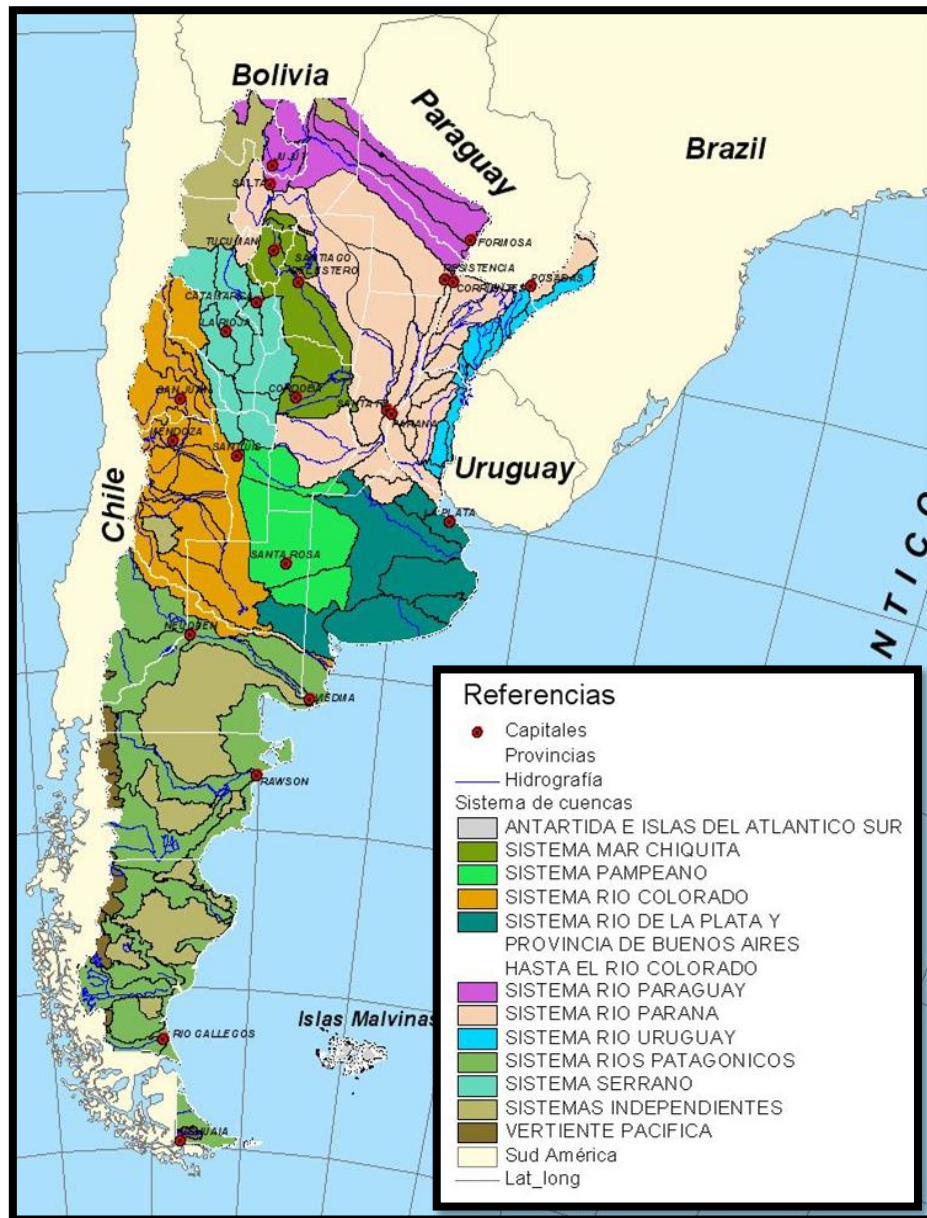 Bolivia
Paraguay
Brazil
JUJUY
SALTA
FORMOSA
TUCUMAN
SANTIAGO
RESISTENCIA
CORRIENTES
POSADAS
CATAMARCA
LA RIOJA
CORDOBA
SAN JUAN
SANTA FE
PARANA
MENDOZA
SAN LUIS
Uruguay
Chile
LA PLATA
SANTA ROSA
NEUQUEN
VIEDMA
RAWSON
NTICO
Islas Malvinas
RIO GALLEGOS
USHUAIA
Referencias
Capitales
Provincias
Hidrografía
Sistema de cuencas
ANTARTIDA E ISLAS DEL ATLANTICO SUR
SISTEMA MAR CHIQUITA
SISTEMA PAMPEANO
SISTEMA RIO COLORADO
SISTEMA RIO DE LA PLATA Y
PROVINCIA DE BUENOS AIRES
HASTA EL RIO COLORADO
SISTEMA RIO PARAGUAY
SISTEMA RIO PARANA
SISTEMA RIO URUGUAY
SISTEMA RIOS PATAGONICOS
SISTEMA SERRANO
SISTEMAS INDEPENDIENTES
VERTIENTE PACIFICA
Sud América
Lat_long